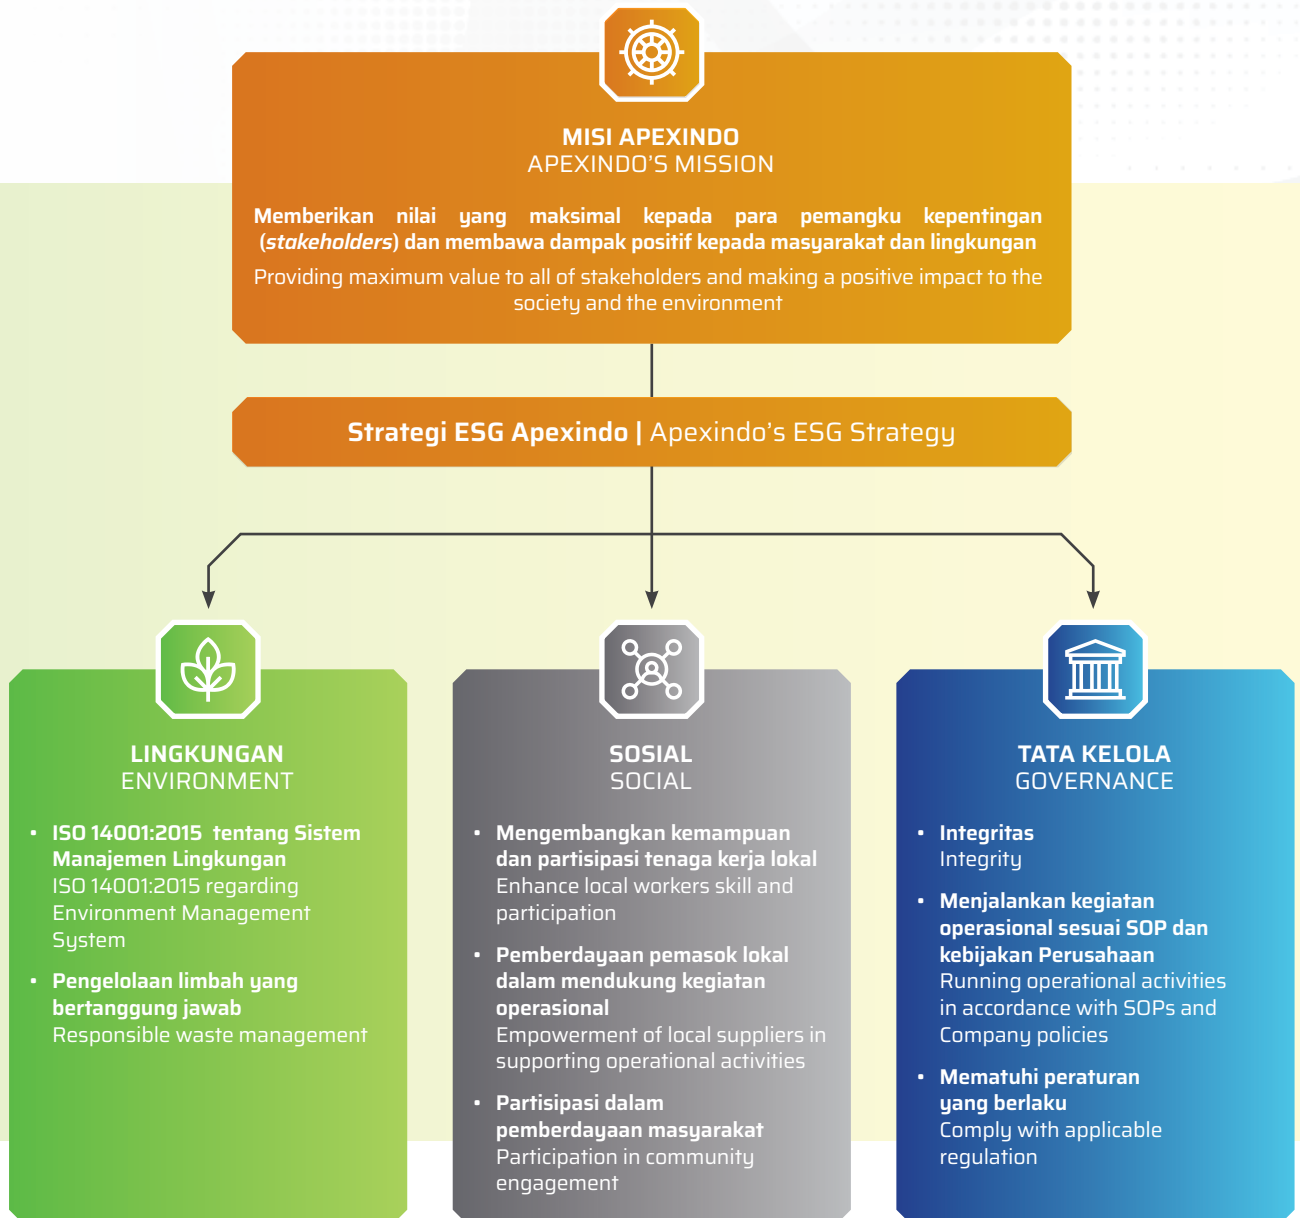 MISI APEXINDO
APEXINDO’S MISSION
Memberikan nilai yang maksimal kepada para pemangku kepentingan
(stakeholders) dan membawa dampak positif kepada masyarakat dan lingkungan
Providing maximum value to all of stakeholders and making a positive impact to the
society and the environment
Strategi ESG Apexindo | Apexindo’s ESG Strategy
LINGKUNGAN
ENVIRONMENT
• ISO 14001:2015 tentang Sistem
Manajemen Lingkungan
ISO 14001:2015 regarding
Environment Management
System
• Pengelolaan limbah yang
bertanggung jawab
Responsible waste management
SOSIAL
SOCIAL
• Mengembangkan kemampuan
dan partisipasi tenaga kerja lokal
Enhance local workers skill and
participation
• Pemberdayaan pemasok lokal
dalam mendukung kegiatan
operasional
Empowerment of local suppliers in
supporting operational activities
• Partisipasi dalam
pemberdayaan masyarakat
Participation in community
engagement
TATA KELOLA
GOVERNANCE
• Integritas
Integrity
• Menjalankan kegiatan
operasional sesuai SOP dan
kebijakan Perusahaan
Running operational activities
in accordance with SOPs and
Company policies
• Mematuhi peraturan
yang berlaku
Comply with applicable
regulation